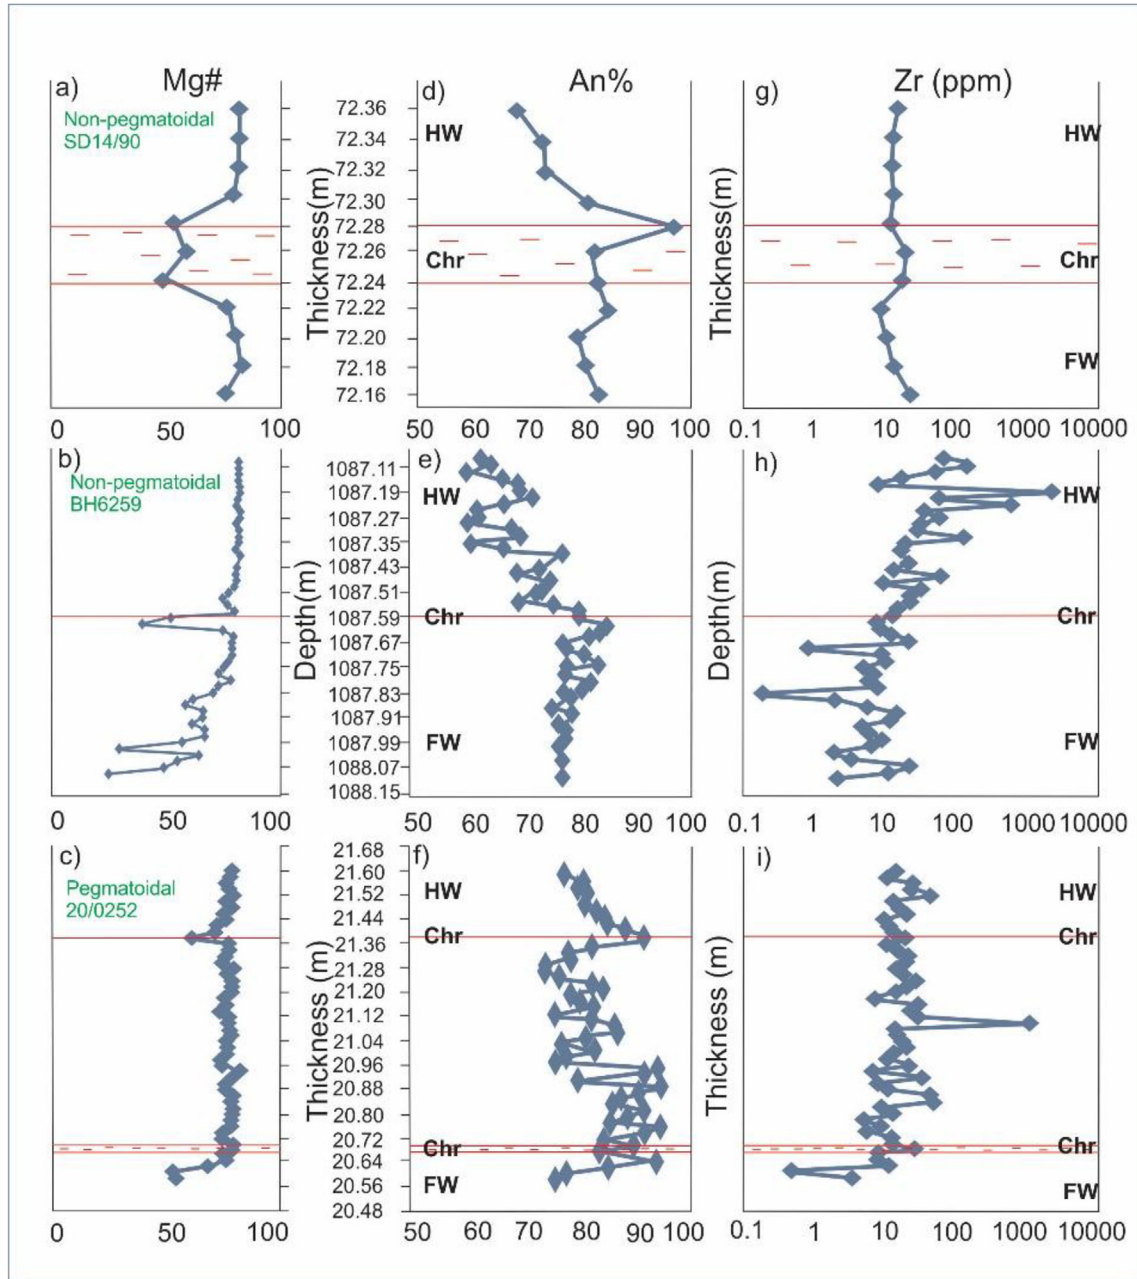 Mg#
An%
Zr (ppm)
a)
Non-pegmatoidal
SD14/90
0
50
100
Thickness(m)
72.36
72.34
72.32
72.30
72.28
72.26
72.24
72.22
72.20
72.18
72.16
d)
HW
Chr
50
60
70
80
90
100
Thickness(m)
g)
HW
Chr
FW
0.1
1
10
100
1000
10000
b)
Non-pegmatoidal
BH6259
0
50
100
Depth(m)
1087.11
1087.19
1087.27
1087.35
1087.43
1087.51
1087.59
1087.67
1087.75
1087.83
1087.91
1087.99
1088.07
1088.15
e)
HW
Chr
FW
50
60
70
80
90
100
Depth(m)
h)
HW
Chr
FW
0.1
1
10
100
1000
10000
c)
Pegmatoidal
20/0252
0
50
100
Thickness(m)
21.68
21.60
21.52
21.44
21.36
21.28
21.20
21.12
21.04
20.96
20.88
20.80
20.72
20.64
20.56
20.48
f)
HW
Chr
Chr
FW
50
60
70
80
90
100
Thickness (m)
i)
HW
Chr
Chr
FW
0.1
1
10
100
1000
10000